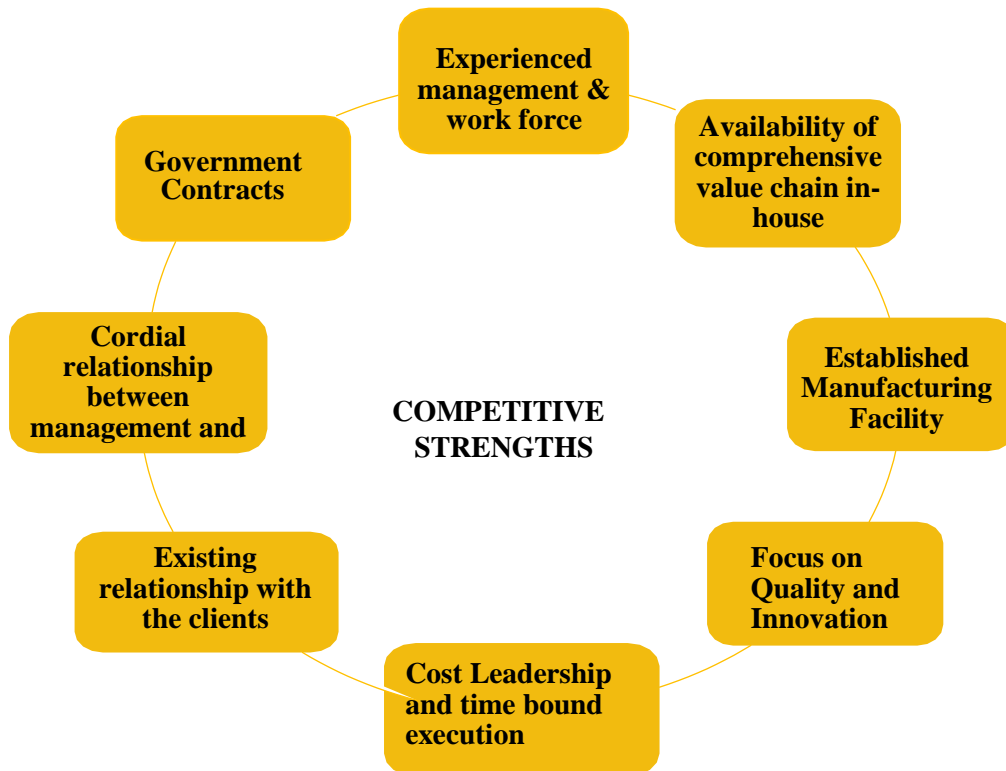 Experienced
management &
work force
Availability of
comprehensive
value chain in-
house
Established
Manufacturing
Facility
Focus on
Quality and
Innovation
Cost Leadership
and time bound
execution
Existing
relationship with
the clients
Cordial
relationship
between
management and
Government
Contracts
COMPETITIVE
STRENGTHS